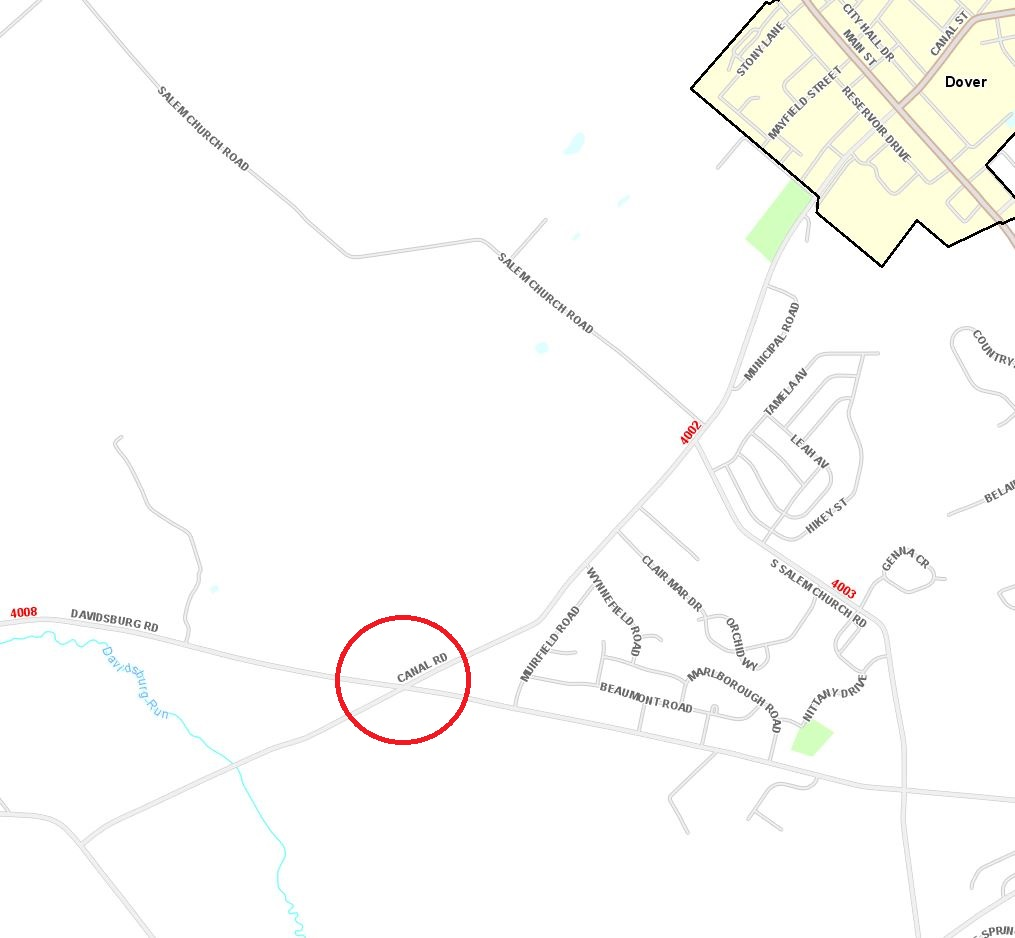 CITY HALL DR
MAIN ST
CANAL ST
STONY LANE
Dover
MAYFIELD STREET
RESERVOIR DRIVE
SALEM CHURCH ROAD
SALEM CHURCH ROAD
MUNICIPAL ROAD
COUNTRY
TAMELA AV
4002
LEAH AV
BELAI
HIKEY ST
GENNA CR
S SALEM CHURCH RD
4003
CLAIR MAR DR
WYNNEFIELD ROAD
ORCHID WY
MUIRFIELD ROAD
4008
DAVIDSBURG RD
CANAL RD
Davidsburg Run
BEAUMONT ROAD
MARLBOROUGH ROAD
NITTANY DRIVE
SPRIN